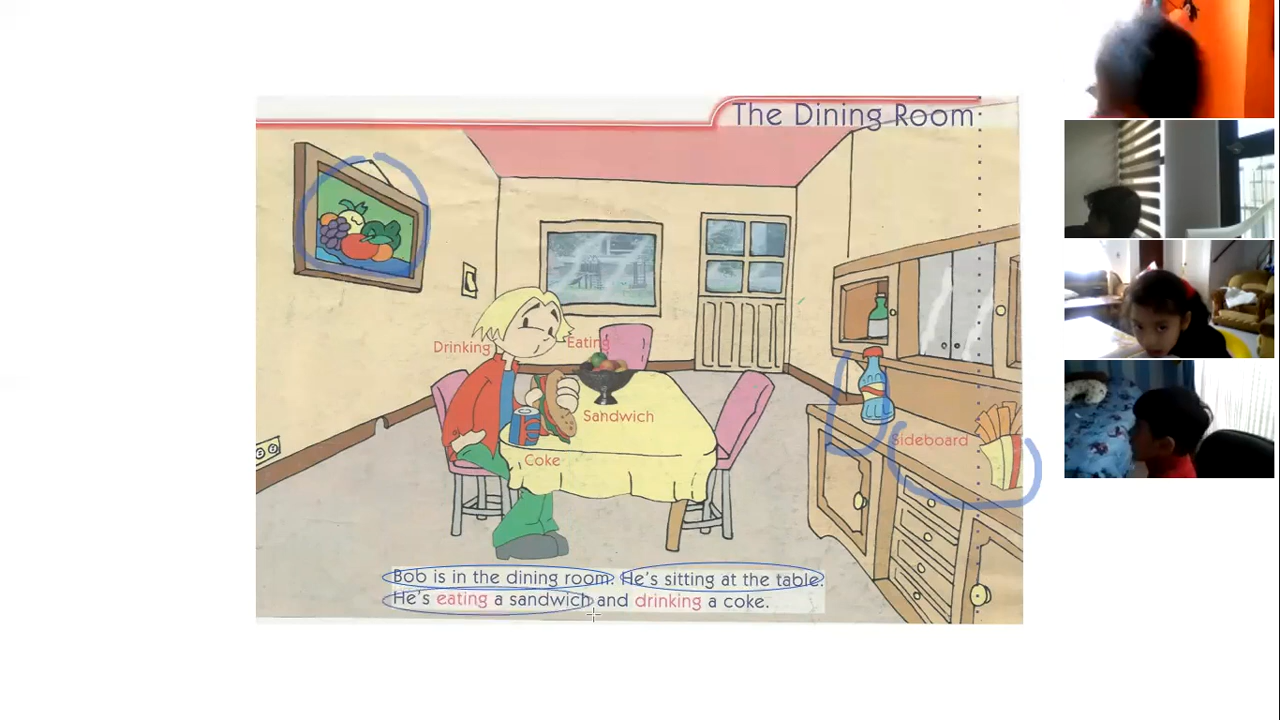 The Dining Room
Drinking
Eating
Sandwich
Sideboard
Coke
Bob is in the dining room. He's sitting at the table.
He's eating a sandwich and drinking a coke.